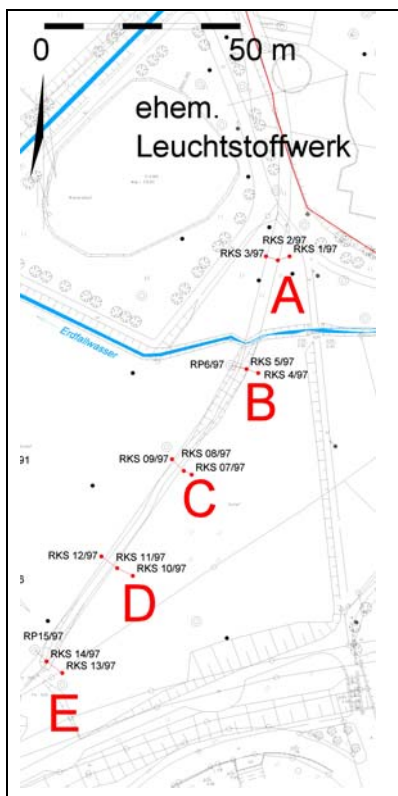 0 50 m
ehem.
Leuchtstoffwerk
RKS 2/97
RKS 3/97 RKS 1/97
A
Erdfallwasser
RP6/97 RKS 5/97
RKS 4/97
B
RKS 08/97
RKS 09/97
RKS 07/97
C
RKS 12/97 RKS 11/97
RKS 10/97
D
RP15/97
RKS 14/97
RKS 13/97
E